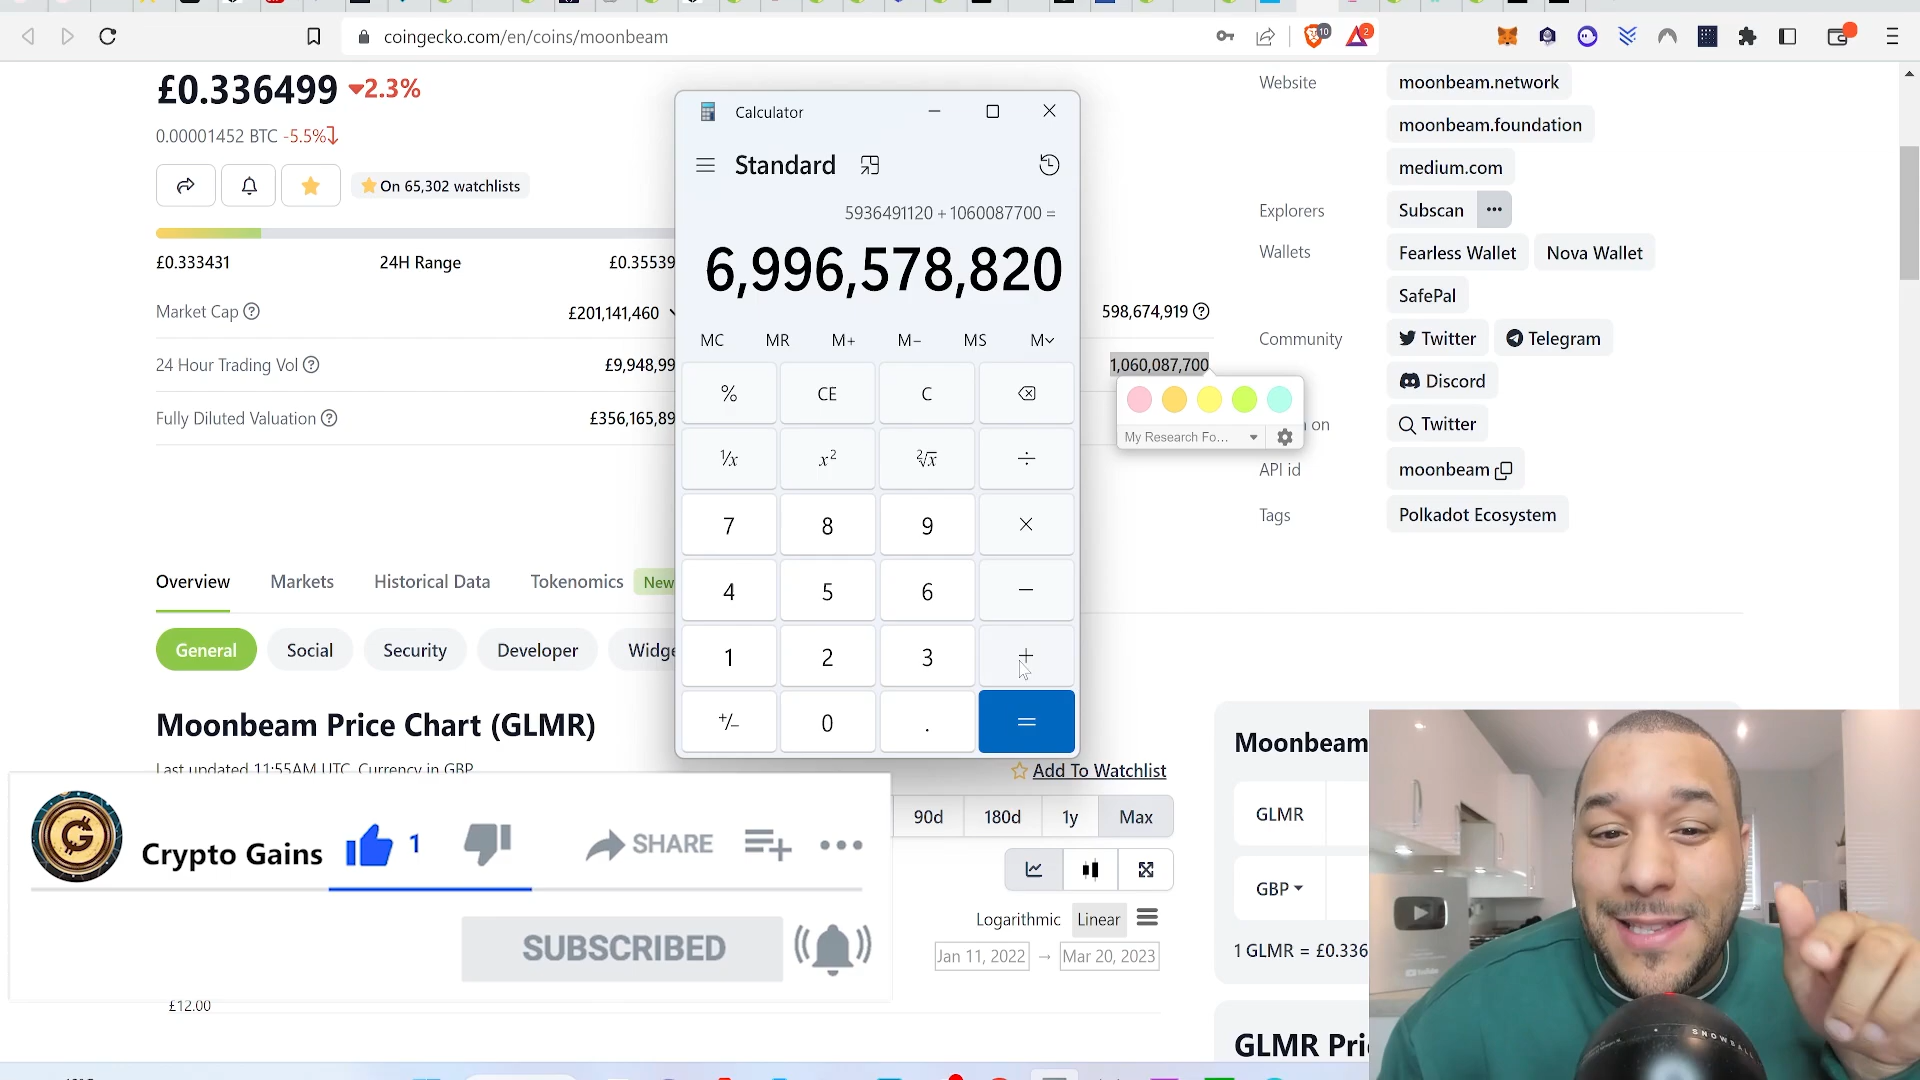 coingecko.com/en/coins/moonbeam
10
2
£0.336499 2.3%
0.00001452 BTC -5.5%
On 65,302 watchlists
£0.333431 24H Range £0.35539
Market Cap £201,141,460
24 Hour Trading Vol £9,948,99
Fully Diluted Valuation £356,165,89
598,674,919
1,060,087,700
My Research Fo...
Calculator
Standard
5936491120 + 1060087700 =
6,996,578,820
MC MR M+ M− MS M
% CE C
1/x x² ²√x ÷
7 8 9 ×
4 5 6 −
1 2 3 +
+/− 0 . =
Website moonbeam.network
moonbeam.foundation
medium.com
Explorers Subscan •••
Wallets Fearless Wallet Nova Wallet
SafePal
Community Twitter Telegram
Discord
on Twitter
API id moonbeam
Tags Polkadot Ecosystem
Overview Markets Historical Data Tokenomics New
General Social Security Developer Widge
Moonbeam Price Chart (GLMR)
Last updated 11:55AM UTC. Currency in GBP
Add To Watchlist
90d 180d 1y Max
Logarithmic Linear
Jan 11, 2022 → Mar 20, 2023
£12.00
Crypto Gains 1 SHARE
SUBSCRIBED
Moonbeam
GLMR
GBP
1 GLMR = £0.336
GLMR Pri
SNOWBA